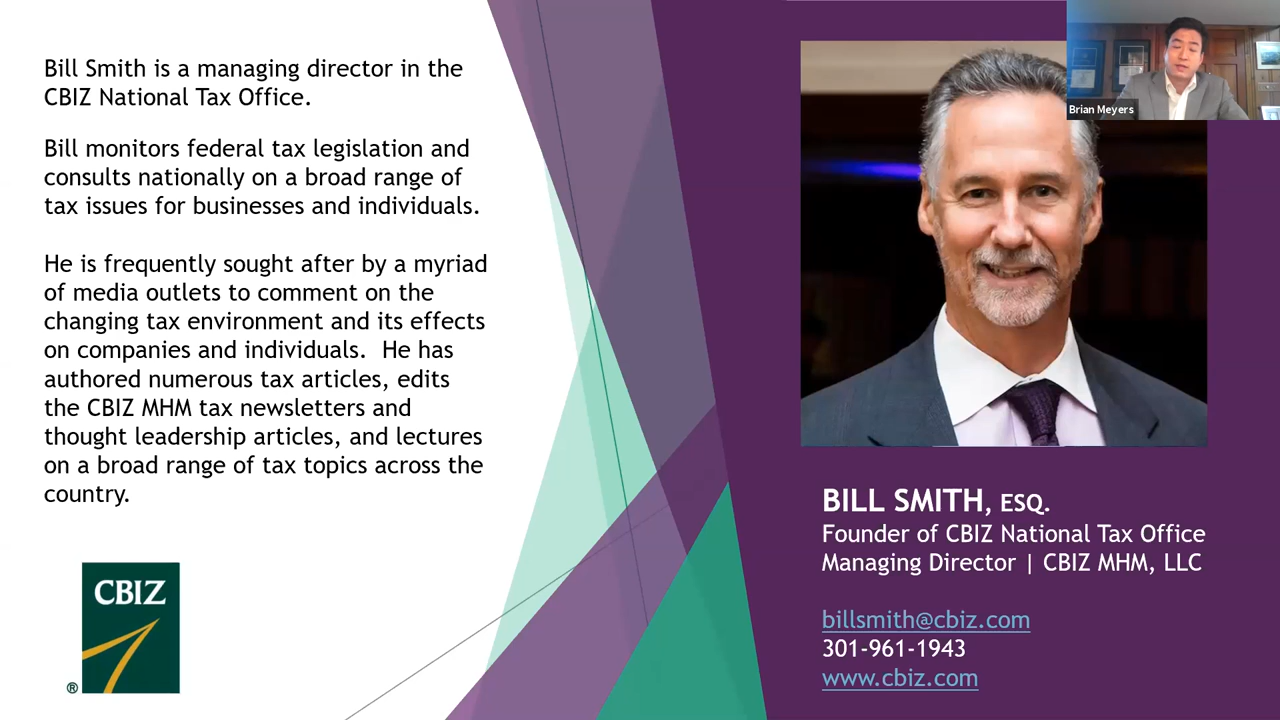 Bill Smith is a managing director in the
CBIZ National Tax Office.
Bill monitors federal tax legislation and
consults nationally on a broad range of
tax issues for businesses and individuals.
He is frequently sought after by a myriad
of media outlets to comment on the
changing tax environment and its effects
on companies and individuals.  He has
authored numerous tax articles, edits
the CBIZ MHM tax newsletters and
thought leadership articles, and lectures
on a broad range of tax topics across the
country.
CBIZ
®
Brian Meyers
BILL SMITH, ESQ.
Founder of CBIZ National Tax Office
Managing Director | CBIZ MHM, LLC
billsmith@cbiz.com
301-961-1943
www.cbiz.com